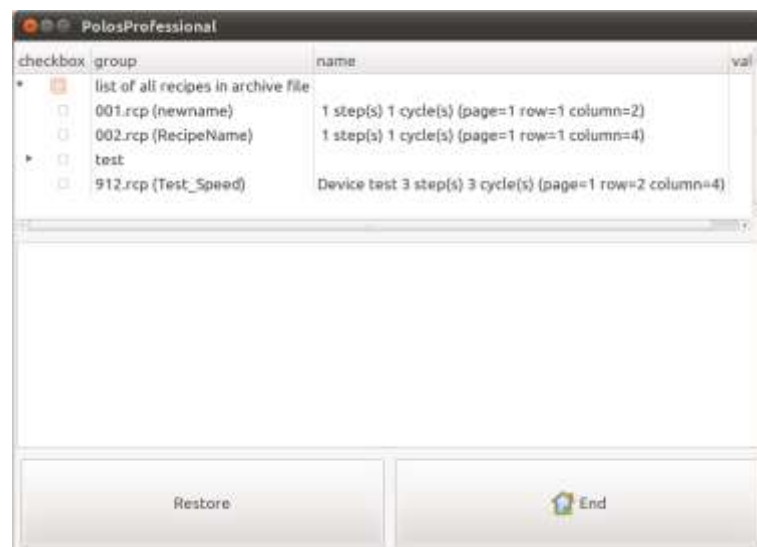 PolosProfessional
checkbox group name val
list of all recipes in archive file
001.rcp (newname) 1 step(s) 1 cycle(s) (page=1 row=1 column=2)
002.rcp (RecipeName) 1 step(s) 1 cycle(s) (page=1 row=1 column=4)
test
912.rcp (Test_Speed) Device test 3 step(s) 3 cycle(s) (page=1 row=2 column=4)
Restore End